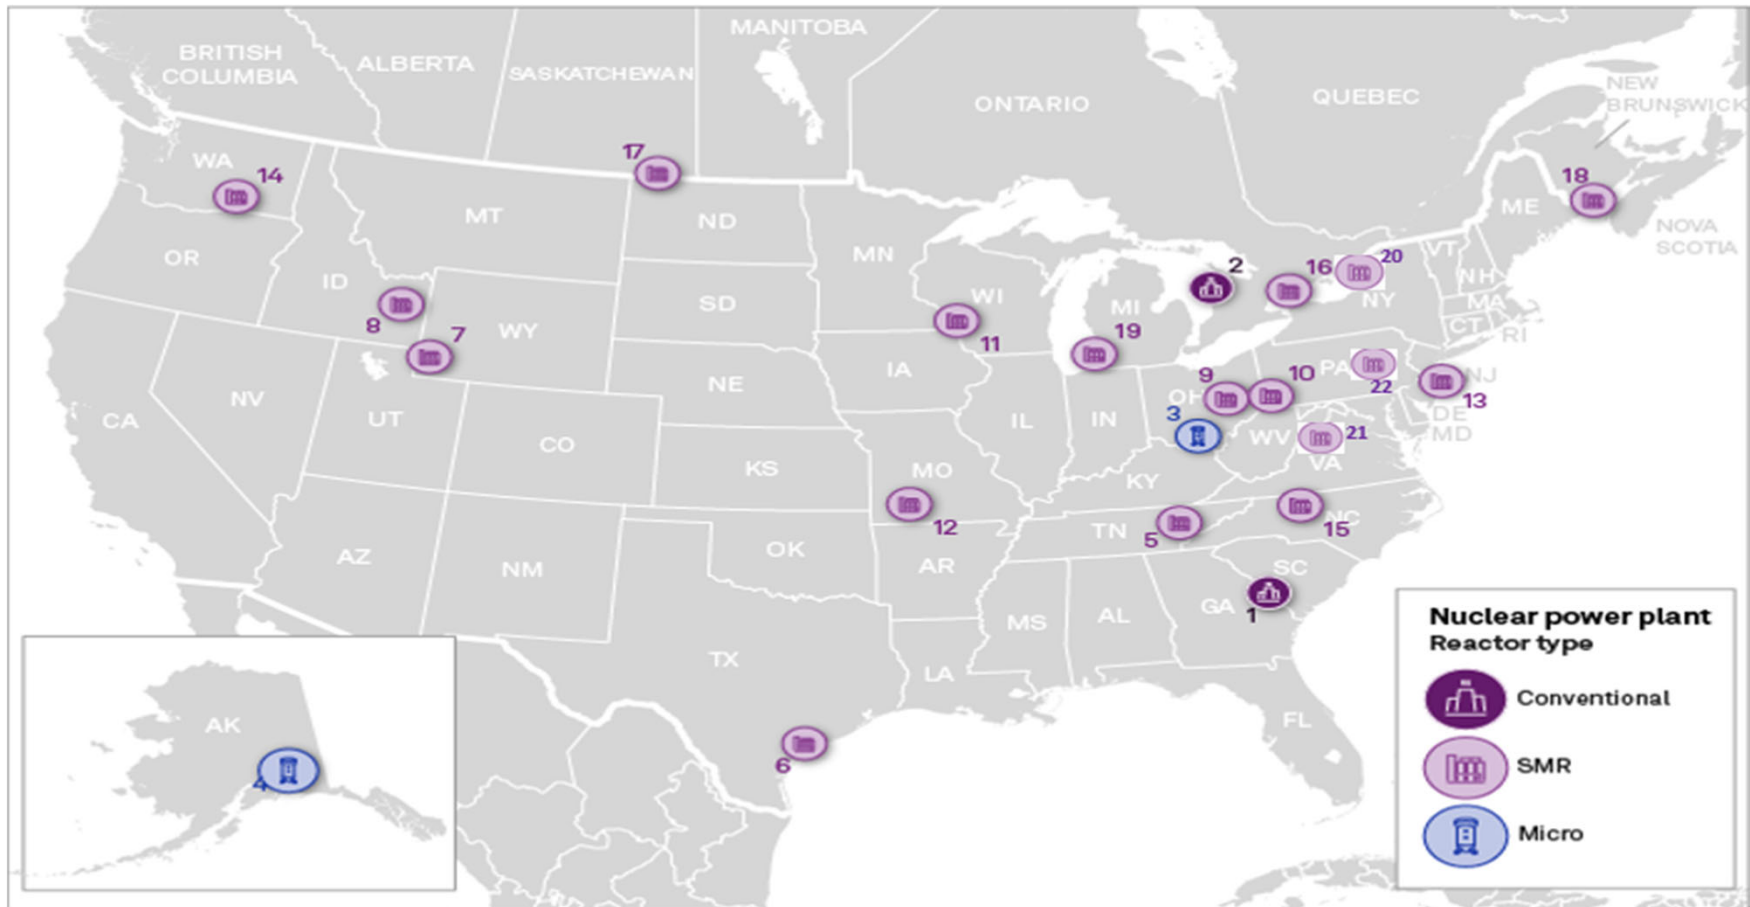 MANITOBA
BRITISH
COLUMBIA
ALBERTA
SASKATCHEWAN
ONTARIO
QUEBEC
NEW
BRUNSWICK
17
WA
14
18
ME
NOVA
SCOTIA
MT
ND
OR
MN
2
16
20
VT
NH
ID
SD
WI
MI
NY
MA
8
7
WY
11
19
CT
RI
IA
NE
9
10
PA
22
NJ
13
OH
NV
UT
CA
CO
IL
IN
3
WV
21
DE
MD
VA
KS
MO
KY
12
TN
5
NC
15
AZ
NM
OK
AR
SC
GA
1
MS
AL
TX
LA
FL
6
AK
4
Nuclear power plant
Reactor type
Conventional
SMR
Micro